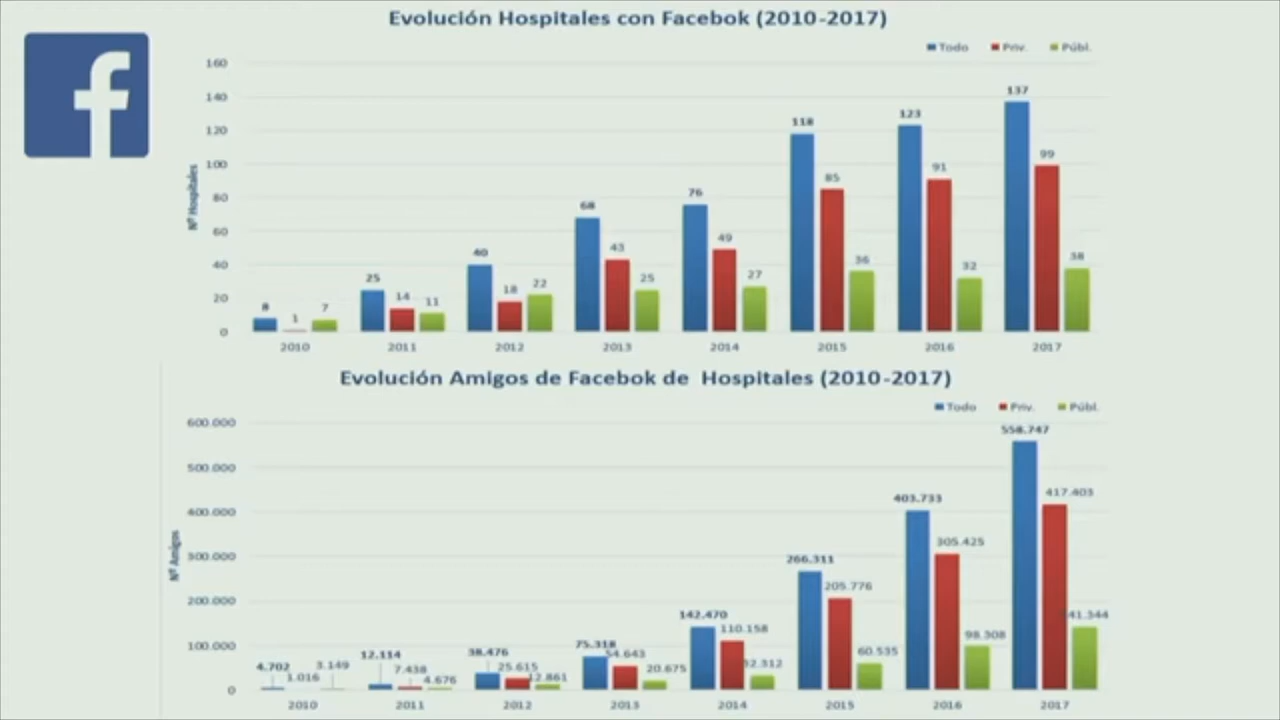 Evolución Hospitales con Facebok (2010-2017)
Todo Priv. Públ.
Nº Hospitales
160
140
120
100
80
60
40
20
0
8 1 7
25 14 11
40 18 22
68 43 25
76 49 27
118 85 36
123 91 32
137 99 38
2010 2011 2012 2013 2014 2015 2016 2017
Evolución Amigos de Facebok de Hospitales (2010-2017)
Todo Priv. Públ.
Nº Amigos
600.000
500.000
400.000
300.000
200.000
100.000
0
4.702 1.016 3.149
12.114 7.438 4.676
38.476 25.615 12.861
75.318 54.643 20.675
142.470 110.158 32.312
266.311 205.776 60.535
403.733 305.425 98.308
558.747 417.403 141.344
2010 2011 2012 2013 2014 2015 2016 2017